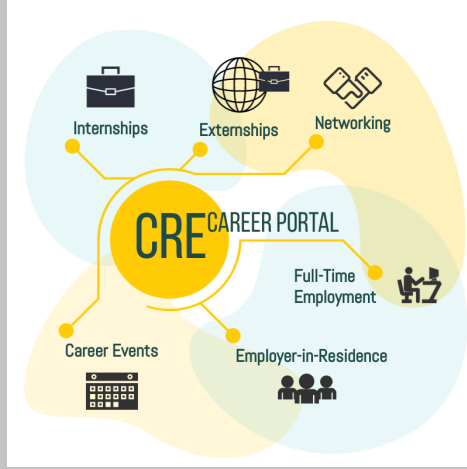 Internships
Externships
Networking
CRE CAREER PORTAL
Full-Time
Employment
Career Events
Employer-in-Residence